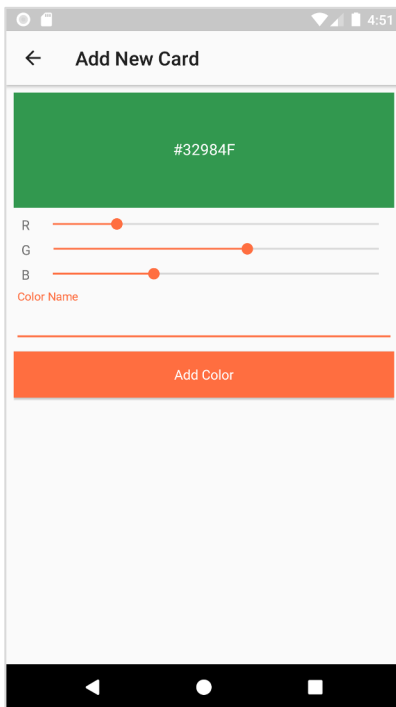 4:51
Add New Card
#32984F
R
G
B
Color Name
Add Color